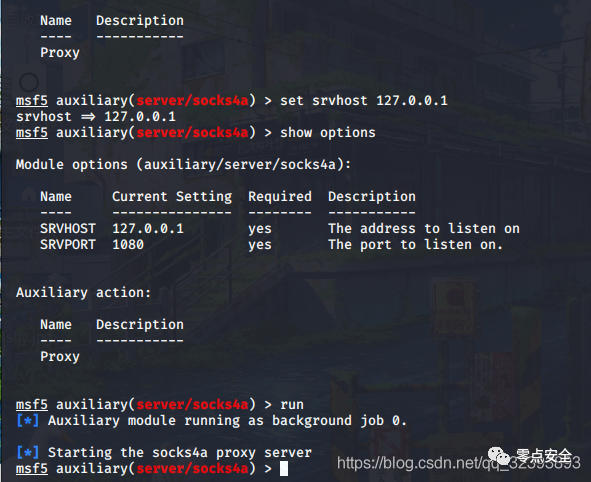 Name   Description
----   -----------
Proxy
msf5 auxiliary(server/socks4a) > set srvhost 127.0.0.1
srvhost => 127.0.0.1
msf5 auxiliary(server/socks4a) > show options
Module options (auxiliary/server/socks4a):
Name     Current Setting  Required  Description
----     ---------------  --------  -----------
SRVHOST  127.0.0.1        yes       The address to listen on
SRVPORT  1080             yes       The port to listen on.
Auxiliary action:
Name   Description
----   -----------
Proxy
msf5 auxiliary(server/socks4a) > run
[*] Auxiliary module running as background job 0.
[*] Starting the socks4a proxy server
msf5 auxiliary(server/socks4a) >
零点安全
https://blog.csdn.net/qq_32393893